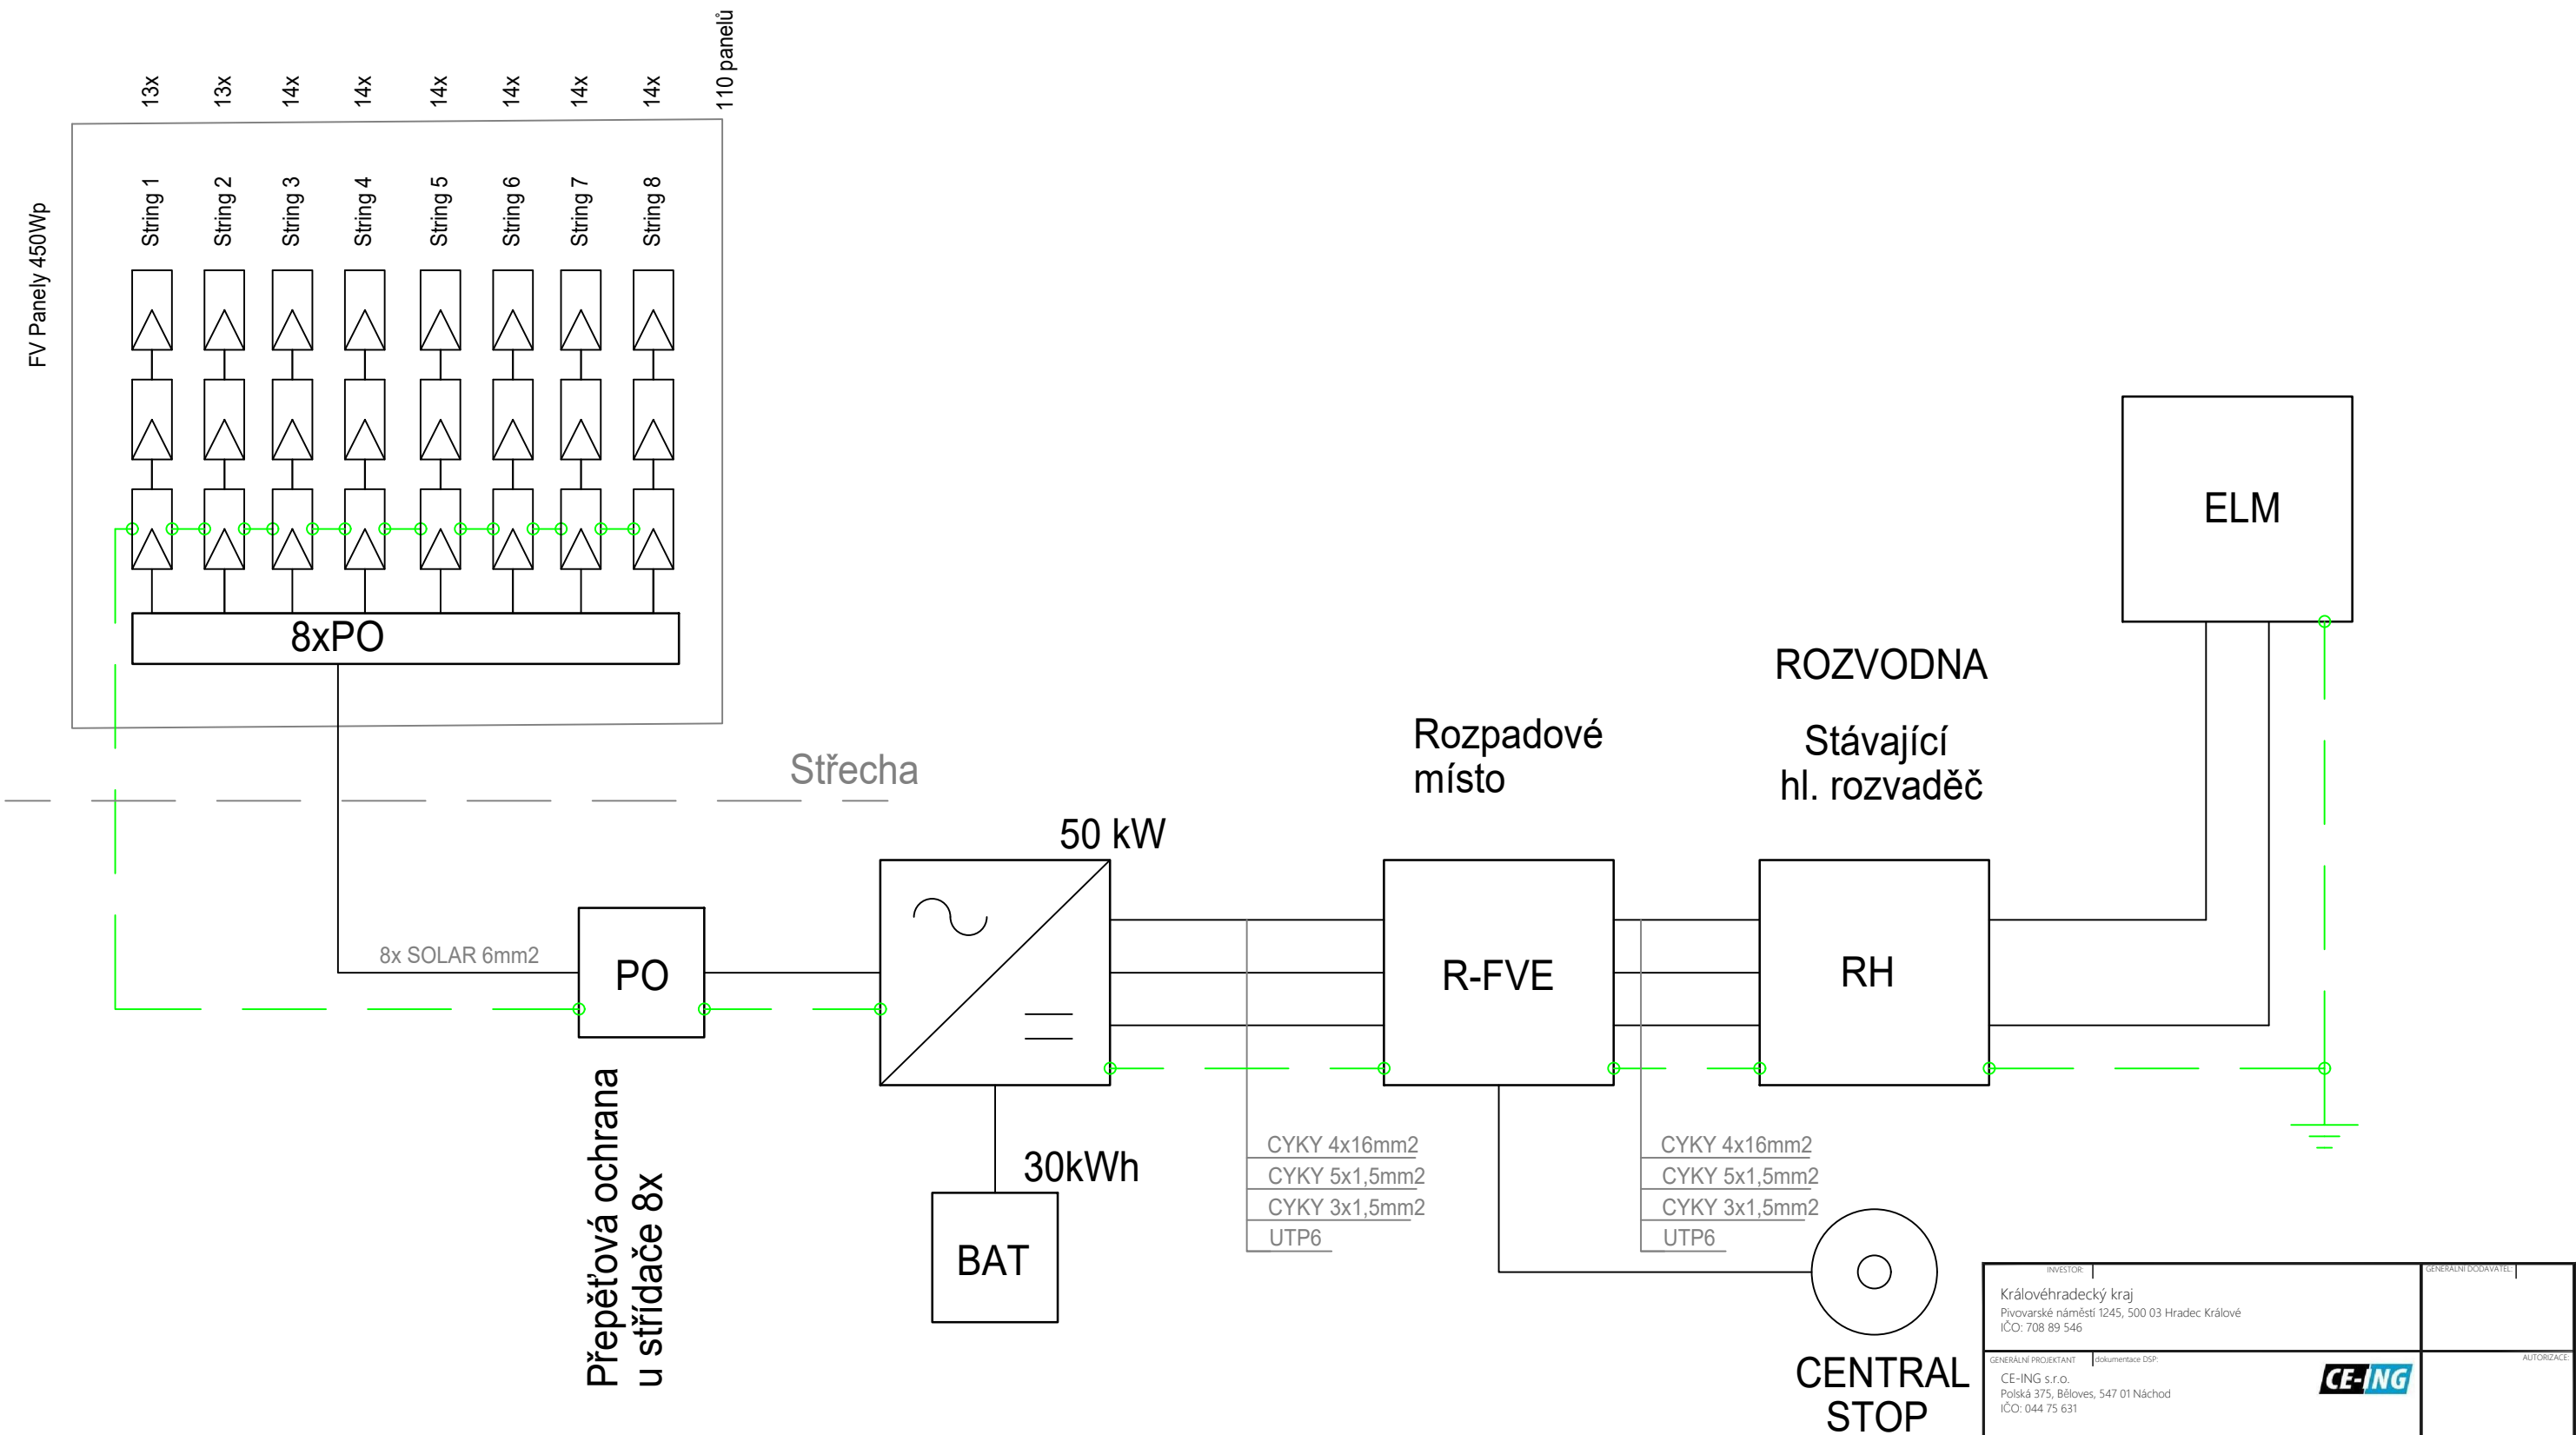 13x
13x
14x
14x
14x
14x
14x
14x
110 panelů
FV Panely 450Wp
String 1
String 2
String 3
String 4
String 5
String 6
String 7
String 8
8xPO
Střecha
8x SOLAR 6mm2
PO
Přepěťová ochrana
u střídače 8x
50 kW
30kWh
BAT
Rozpadové
místo
R-FVE
CYKY 4x16mm2
CYKY 5x1,5mm2
CYKY 3x1,5mm2
UTP6
ROZVODNA
Stávající
hl. rozvaděč
RH
CYKY 4x16mm2
CYKY 5x1,5mm2
CYKY 3x1,5mm2
UTP6
ELM
CENTRAL
STOP
INVESTOR:
Královéhradecký kraj
Pivovarské náměstí 1245, 500 03 Hradec Králové
IČO: 708 89 546
GENERÁLNÍ DODAVATEL:
GENERÁLNÍ PROJEKTANT
dokumentace DSP:
CE-ING s.r.o.
Polská 375, Běloves, 547 01 Náchod
IČO: 044 75 631
CE-ING
AUTORIZACE: